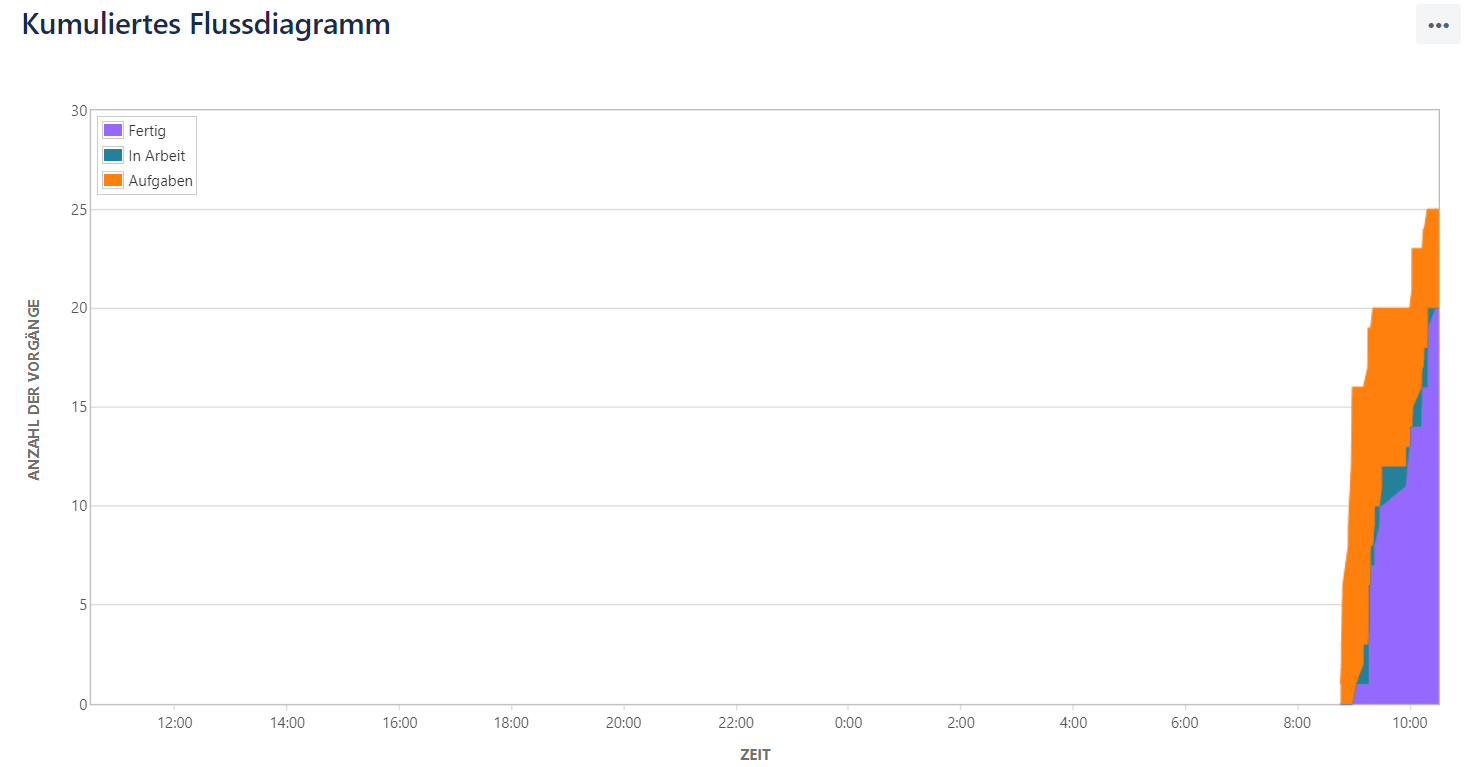 Kumuliertes Flussdiagramm
30
Fertig
In Arbeit
Aufgaben
25
20
15
10
5
0
ANZAHL DER VORGÄNGE
12:00 14:00 16:00 18:00 20:00 22:00 0:00 2:00 4:00 6:00 8:00 10:00
ZEIT